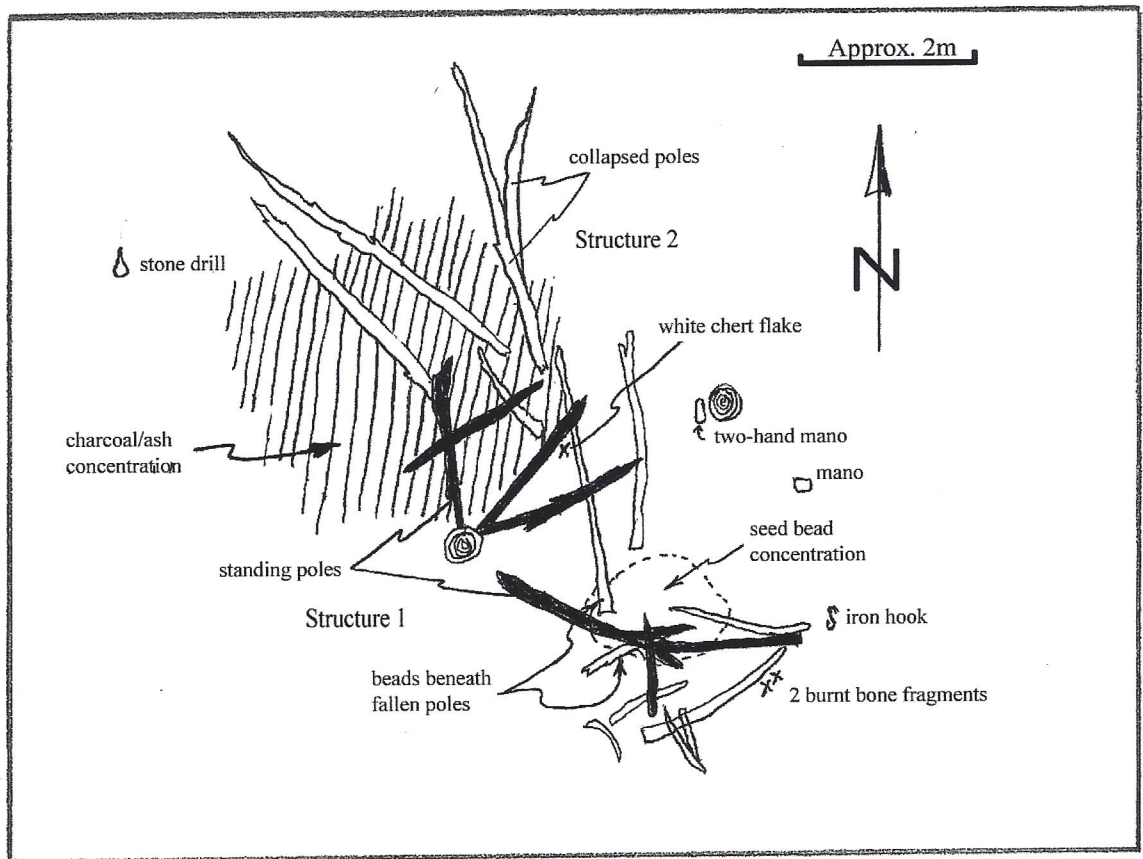 Approx. 2m
collapsed poles
Structure 2
stone drill
N
white chert flake
two-hand mano
charcoal/ash
concentration
mano
seed bead
concentration
standing poles
Structure 1
iron hook
beads beneath
fallen poles
2 burnt bone fragments